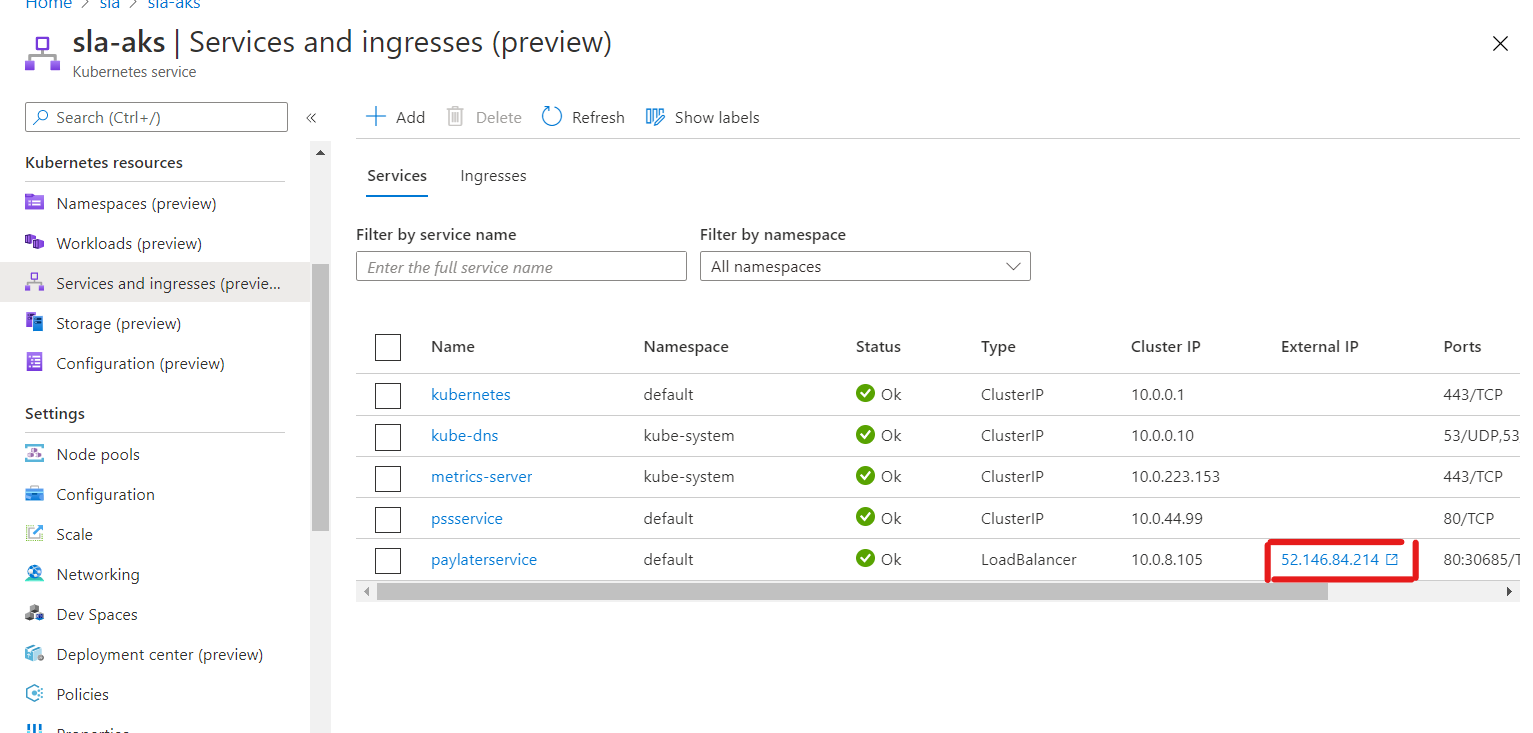 Home > sla > sla-aks
sla-aks | Services and ingresses (preview)
Kubernetes service
Search (Ctrl+/)
«
Kubernetes resources
Namespaces (preview)
Workloads (preview)
Services and ingresses (previe...
Storage (preview)
Configuration (preview)
Settings
Node pools
Configuration
Scale
Networking
Dev Spaces
Deployment center (preview)
Policies
Properties
Add Delete Refresh Show labels
Services Ingresses
Filter by service name Filter by namespace
Enter the full service name All namespaces
Name Namespace Status Type Cluster IP External IP Ports
kubernetes default Ok ClusterIP 10.0.0.1 443/TCP
kube-dns kube-system Ok ClusterIP 10.0.0.10 53/UDP,53
metrics-server kube-system Ok ClusterIP 10.0.223.153 443/TCP
pssservice default Ok ClusterIP 10.0.44.99 80/TCP
paylaterservice default Ok LoadBalancer 10.0.8.105 52.146.84.214 80:30685/T